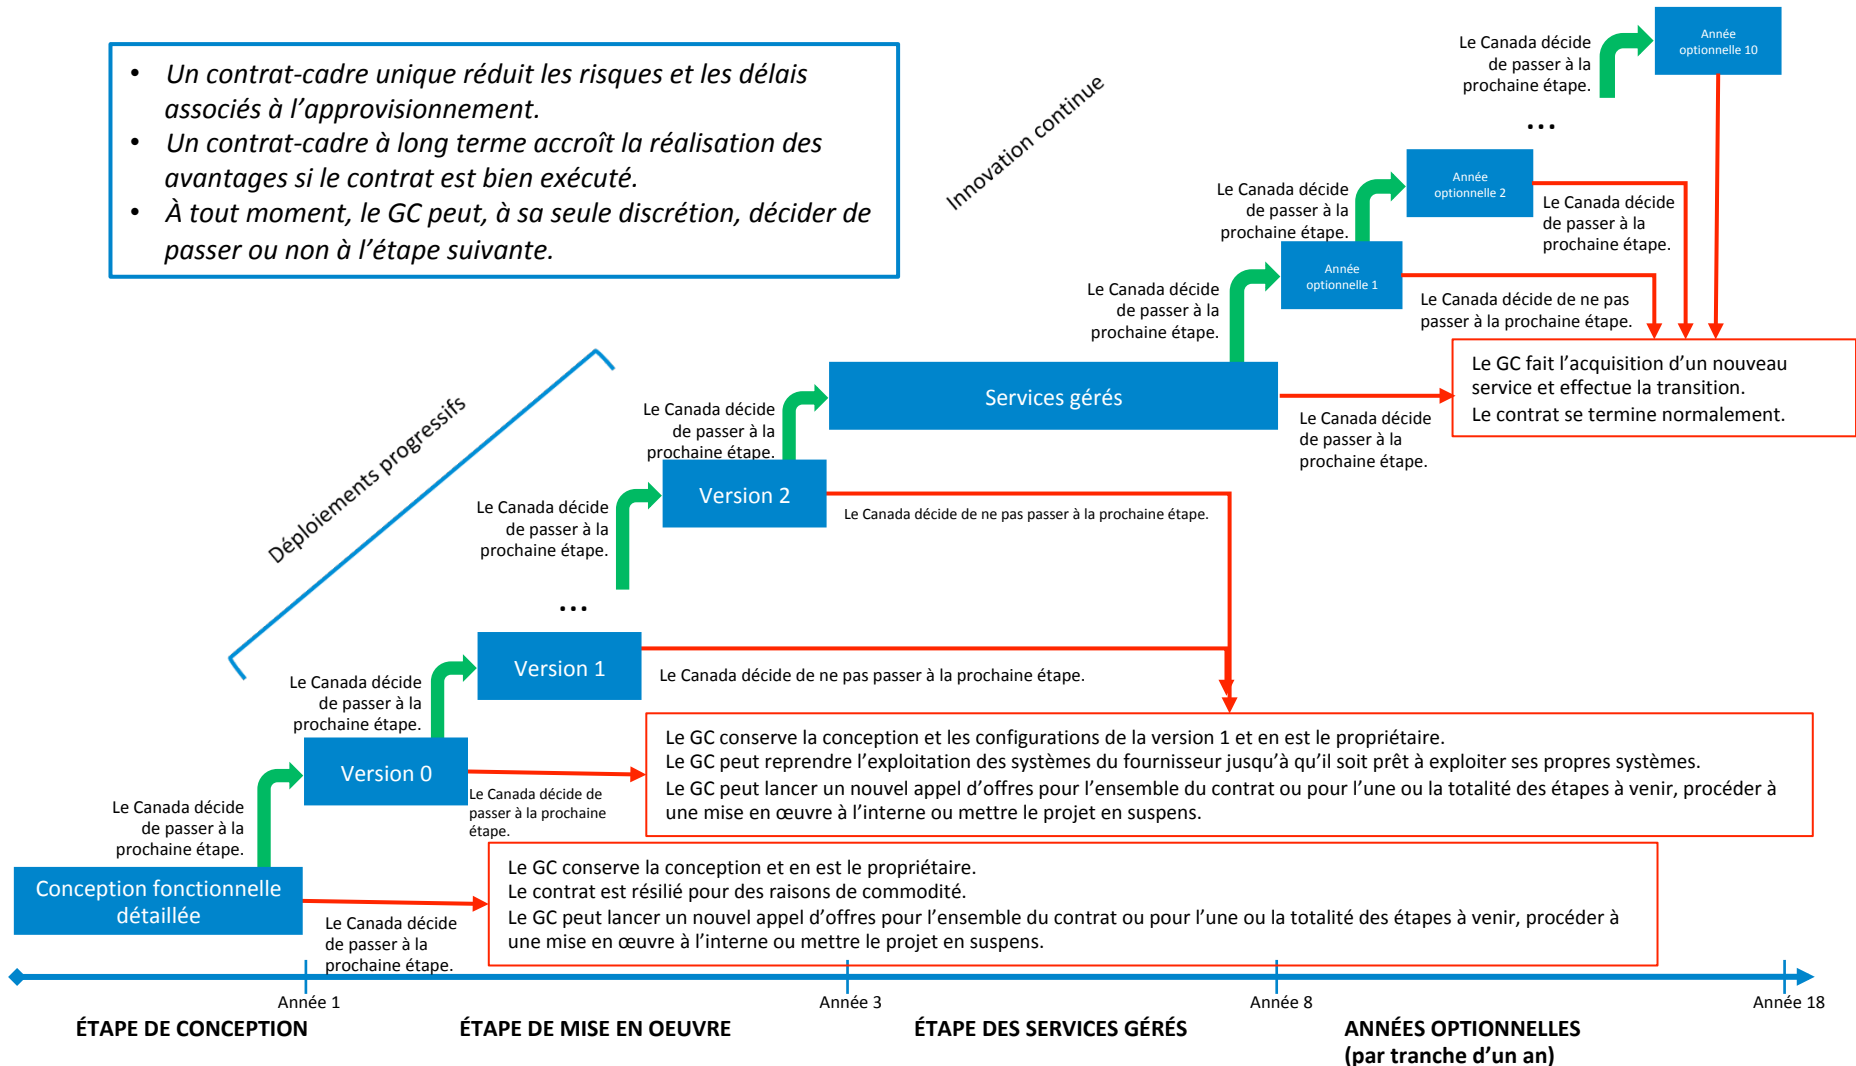 • Un contrat-cadre unique réduit les risques et les délais
associés à l’approvisionnement.
• Un contrat-cadre à long terme accroît la réalisation des
avantages si le contrat est bien exécuté.
• À tout moment, le GC peut, à sa seule discrétion, décider de
passer ou non à l’étape suivante.
Innovation continue
Déploiements progressifs
Le Canada décide
de passer à la
prochaine étape.
Année
optionnelle 10
...
Le Canada décide
de passer à la
prochaine étape.
Année
optionnelle 2
Le Canada décide
de passer à la
prochaine étape.
Le Canada décide
de passer à la
prochaine étape.
Année
optionnelle 1
Le Canada décide de ne pas
passer à la prochaine étape.
Le Canada décide
de passer à la
prochaine étape.
Services gérés
Le Canada décide
de passer à la
prochaine étape.
Le GC fait l’acquisition d’un nouveau
service et effectue la transition.
Le contrat se termine normalement.
Le Canada décide
de passer à la
prochaine étape.
Version 2
Le Canada décide de ne pas passer à la prochaine étape.
...
Le Canada décide
de passer à la
prochaine étape.
Version 1
Le Canada décide de ne pas passer à la prochaine étape.
Le Canada décide
de passer à la
prochaine étape.
Version 0
Le Canada décide de
passer à la prochaine
étape.
Le GC conserve la conception et les configurations de la version 1 et en est le propriétaire.
Le GC peut reprendre l’exploitation des systèmes du fournisseur jusqu’à qu’il soit prêt à exploiter ses propres systèmes.
Le GC peut lancer un nouvel appel d’offres pour l’ensemble du contrat ou pour l’une ou la totalité des étapes à venir, procéder à
une mise en œuvre à l’interne ou mettre le projet en suspens.
Conception fonctionnelle
détaillée
Le Canada décide
de passer à la
prochaine étape.
Le GC conserve la conception et en est le propriétaire.
Le contrat est résilié pour des raisons de commodité.
Le GC peut lancer un nouvel appel d’offres pour l’ensemble du contrat ou pour l’une ou la totalité des étapes à venir, procéder à
une mise en œuvre à l’interne ou mettre le projet en suspens.
Année 1
Année 3
Année 8
Année 18
ÉTAPE DE CONCEPTION
ÉTAPE DE MISE EN OEUVRE
ÉTAPE DES SERVICES GÉRÉS
ANNÉES OPTIONNELLES
(par tranche d’un an)